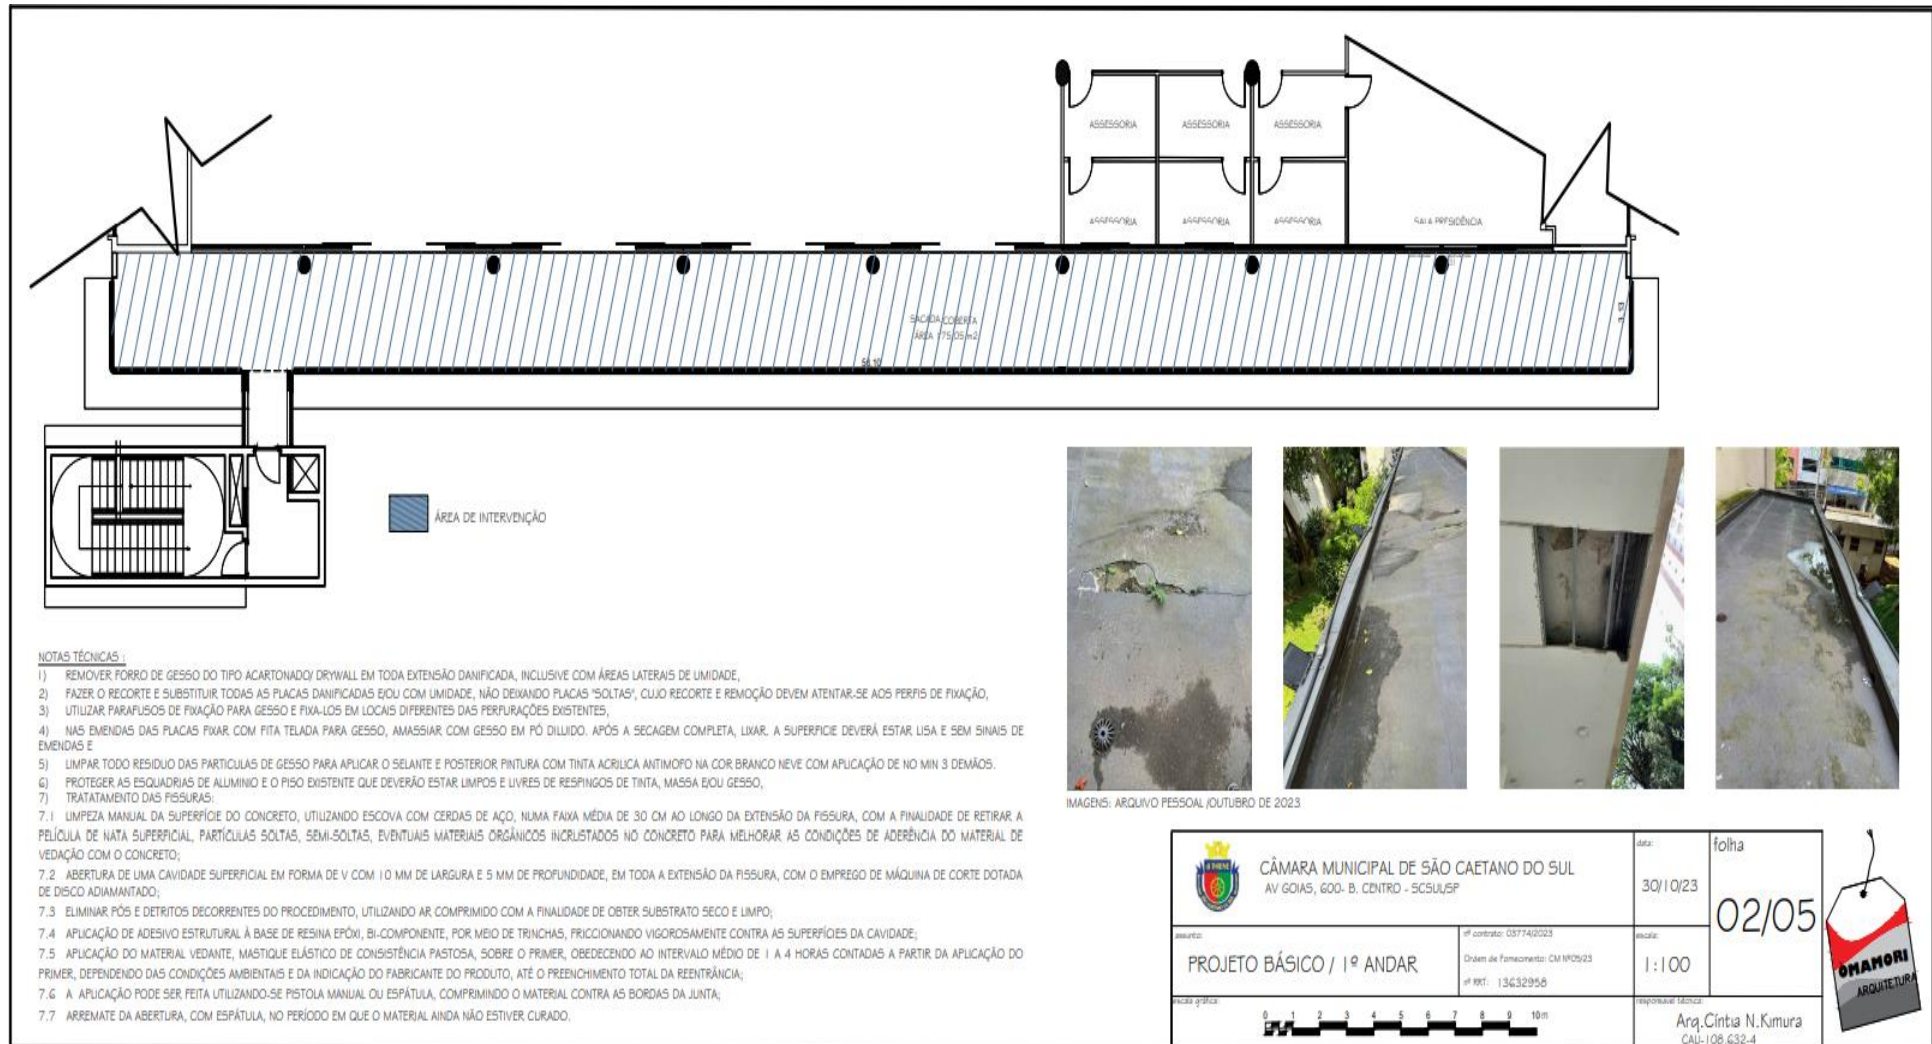 ASSESSORIA
ASSESSORIA
ASSESSORIA
ASSESSORIA
ASSESSORIA
ASSESSORIA
SALA PRESIDÊNCIA
SACADA COBERTA
ÁREA 175,05 m2
56.10
3.13
ÁREA DE INTERVENÇÃO
NOTAS TÉCNICAS :
1) REMOVER FORRO DE GESSO DO TIPO ACARTONADO/ DRYWALL EM TODA EXTENSÃO DANIFICADA, INCLUSIVE COM ÁREAS LATERAIS DE UMIDADE,
2) FAZER O RECORTE E SUBSTITUIR TODAS AS PLACAS DANIFICADAS E/OU COM UMIDADE, NÃO DEIXANDO PLACAS "SOLTAS", CUJO RECORTE E REMOÇÃO DEVEM ATENTAR-SE AOS PERFIS DE FIXAÇÃO,
3) UTILIZAR PARAFUSOS DE FIXAÇÃO PARA GESSO E FIXA-LOS EM LOCAIS DIFERENTES DAS PERFURAÇÕES EXISTENTES,
4) NAS EMENDAS DAS PLACAS FIXAR COM FITA TELADA PARA GESSO, AMASSIAR COM GESSO EM PÓ DILUIDO. APÓS A SECAGEM COMPLETA, LIXAR. A SUPERFICIE DEVERÁ ESTAR LISA E SEM SINAIS DE
EMENDAS E
5) LIMPAR TODO RESIDUO DAS PARTICULAS DE GESSO PARA APLICAR O SELANTE E POSTERIOR PINTURA COM TINTA ACRILICA ANTIMOFO NA COR BRANCO NEVE COM APLICAÇÃO DE NO MIN 3 DEMÃOS.
6) PROTEGER AS ESQUADRIAS DE ALUMINIO E O PISO EXISTENTE QUE DEVERÃO ESTAR LIMPOS E LIVRES DE RESPINGOS DE TINTA, MASSA E/OU GESSO,
7) TRATATAMENTO DAS FISSURAS:
7.1 LIMPEZA MANUAL DA SUPERFÍCIE DO CONCRETO, UTILIZANDO ESCOVA COM CERDAS DE AÇO, NUMA FAIXA MÉDIA DE 30 CM AO LONGO DA EXTENSÃO DA FISSURA, COM A FINALIDADE DE RETIRAR A
PELÍCULA DE NATA SUPERFICIAL, PARTÍCULAS SOLTAS, SEMI-SOLTAS, EVENTUAIS MATERIAIS ORGÂNICOS INCRUSTADOS NO CONCRETO PARA MELHORAR AS CONDIÇÕES DE ADERÊNCIA DO MATERIAL DE
VEDAÇÃO COM O CONCRETO;
7.2 ABERTURA DE UMA CAVIDADE SUPERFICIAL EM FORMA DE V COM 10 MM DE LARGURA E 5 MM DE PROFUNDIDADE, EM TODA A EXTENSÃO DA FISSURA, COM O EMPREGO DE MÁQUINA DE CORTE DOTADA
DE DISCO ADIAMANTADO;
7.3 ELIMINAR PÓS E DETRITOS DECORRENTES DO PROCEDIMENTO, UTILIZANDO AR COMPRIMIDO COM A FINALIDADE DE OBTER SUBSTRATO SECO E LIMPO;
7.4 APLICAÇÃO DE ADESIVO ESTRUTURAL À BASE DE RESINA EPÓXI, BI-COMPONENTE, POR MEIO DE TRINCHAS, FRICCIONANDO VIGOROSAMENTE CONTRA AS SUPERFÍCIES DA CAVIDADE;
7.5 APLICAÇÃO DO MATERIAL VEDANTE, MASTIQUE ELÁSTICO DE CONSISTÊNCIA PASTOSA, SOBRE O PRIMER, OBEDECENDO AO INTERVALO MÉDIO DE 1 A 4 HORAS CONTADAS A PARTIR DA APLICAÇÃO DO
PRIMER, DEPENDENDO DAS CONDIÇÕES AMBIENTAIS E DA INDICAÇÃO DO FABRICANTE DO PRODUTO, ATÉ O PREENCHIMENTO TOTAL DA REENTRÂNCIA;
7.6 A APLICAÇÃO PODE SER FEITA UTILIZANDO-SE PISTOLA MANUAL OU ESPÁTULA, COMPRIMINDO O MATERIAL CONTRA AS BORDAS DA JUNTA;
7.7 ARREMATE DA ABERTURA, COM ESPÁTULA, NO PERÍODO EM QUE O MATERIAL AINDA NÃO ESTIVER CURADO.
IMAGENS: ARQUIVO PESSOAL /OUTUBRO DE 2023
CÂMARA MUNICIPAL DE SÃO CAETANO DO SUL
AV GOIAS, 600- B. CENTRO - SCSUL/SP
data:
30/10/23
folha
02/05
assunto:
PROJETO BÁSICO / 1º ANDAR
nº contrato: 03774/2023
Ordem de Fornecimento: CM Nº05/23
nº RRT: 13632958
escala:
1:100
escala gráfica:
0 1 2 3 4 5 6 7 8 9 10m
responsável técnico:
Arq.Cíntia N.Kimura
CAU-108.632-4
OMAMORI
ARQUITETURA